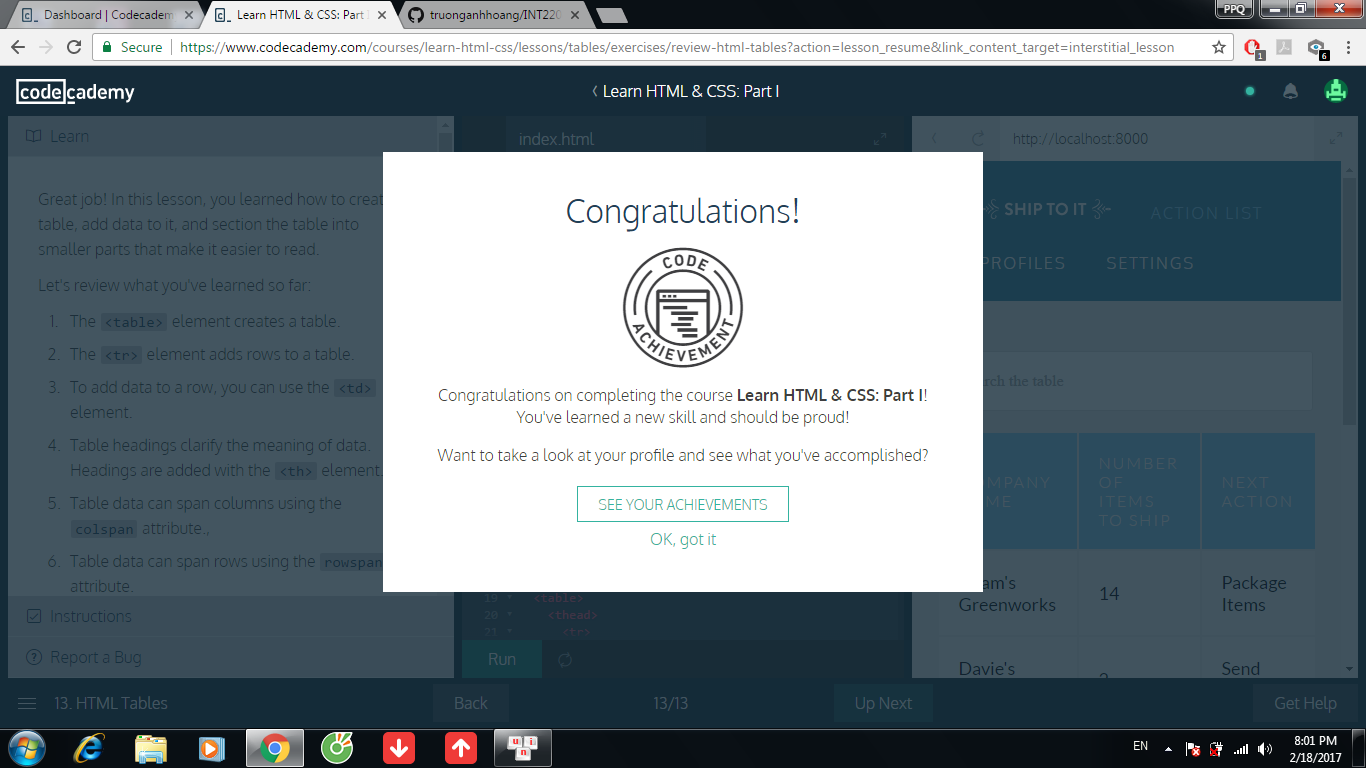 Dashboard | Codecadem
Learn HTML & CSS: Part I
truonganhhoang/INT220
PPQ
Secure
https://www.codecademy.com/courses/learn-html-css/lessons/tables/exercises/review-html-tables?action=lesson_resume&link_content_target=interstitial_lesson
1
6
codecademy
Learn HTML & CSS: Part I
Learn
index.html
http://localhost:8000
Great job! In this lesson, you learned how to creat
table, add data to it, and section the table into
smaller parts that make it easier to read.
Let's review what you've learned so far:
1. The <table> element creates a table.
2. The <tr> element adds rows to a table.
3. To add data to a row, you can use the <td>
element.
4. Table headings clarify the meaning of data.
Headings are added with the <th> element.
5. Table data can span columns using the
colspan attribute.,
6. Table data can span rows using the rowspan
attribute.
Instructions
Report a Bug
Congratulations!
CODE
ACHIEVEMENT
Congratulations on completing the course Learn HTML & CSS: Part I!
You've learned a new skill and should be proud!
Want to take a look at your profile and see what you've accomplished?
SEE YOUR ACHIEVEMENTS
OK, got it
19 <table>
20 <thead>
21 <tr>
Run
SHIP TO IT
ACTION LIST
PROFILES
SETTINGS
rch the table
MPANY
ME
NUMBER
OF
ITEMS
TO SHIP
NEXT
ACTION
am's
Greenworks
14
Package
Items
Davie's
Send
13. HTML Tables
Back
13/13
Up Next
Get Help
EN
8:01 PM
2/18/2017